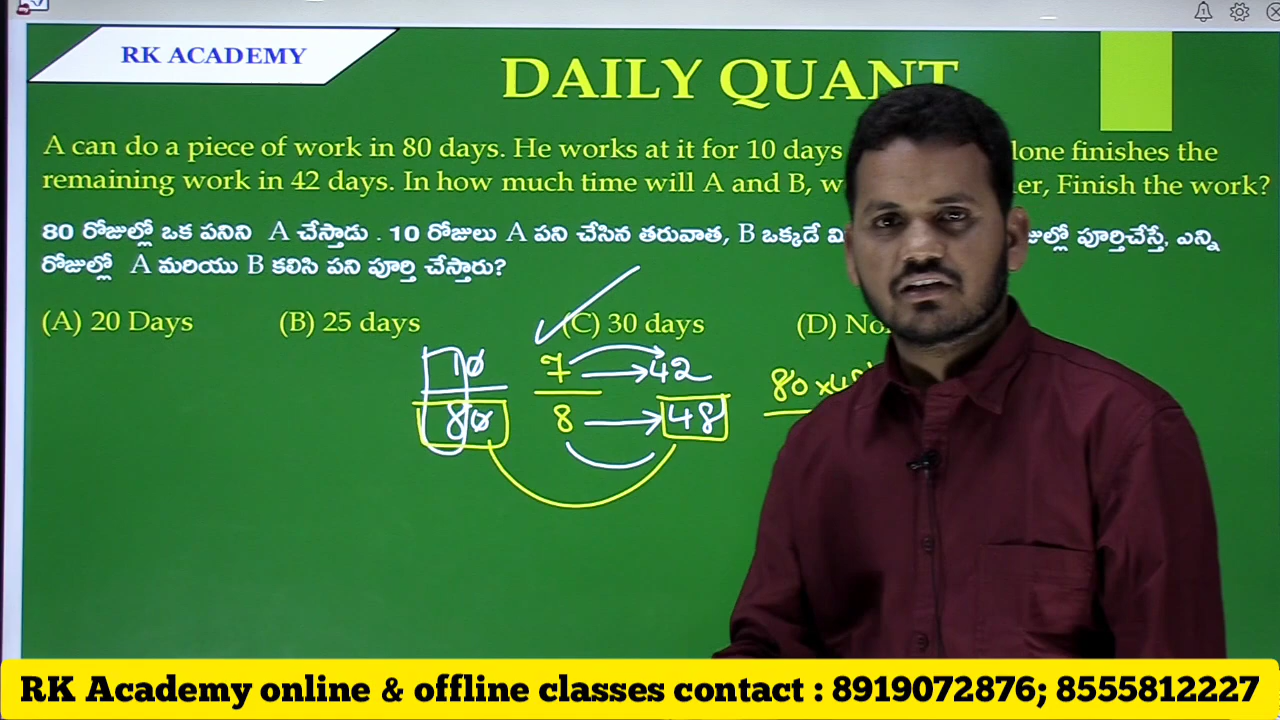 RK ACADEMY
DAILY QUANT
A can do a piece of work in 80 days. He works at it for 10 days lone finishes the
remaining work in 42 days. In how much time will A and B, w er, Finish the work?
80 రోజుల్లో ఒక పనిని A చేస్తాడు . 10 రోజులు A పని చేసిన తరువాత, B ఒక్కడే వి జుల్లో పూర్తిచేస్తే, ఎన్ని
రోజుల్లో A మరియు B కలిసి పని పూర్తి చేస్తారు?
(A) 20 Days (B) 25 days (C) 30 days (D) No
10 7 42 80 x 48
80 8 48
RK Academy online & offline classes contact : 8919072876; 8555812227